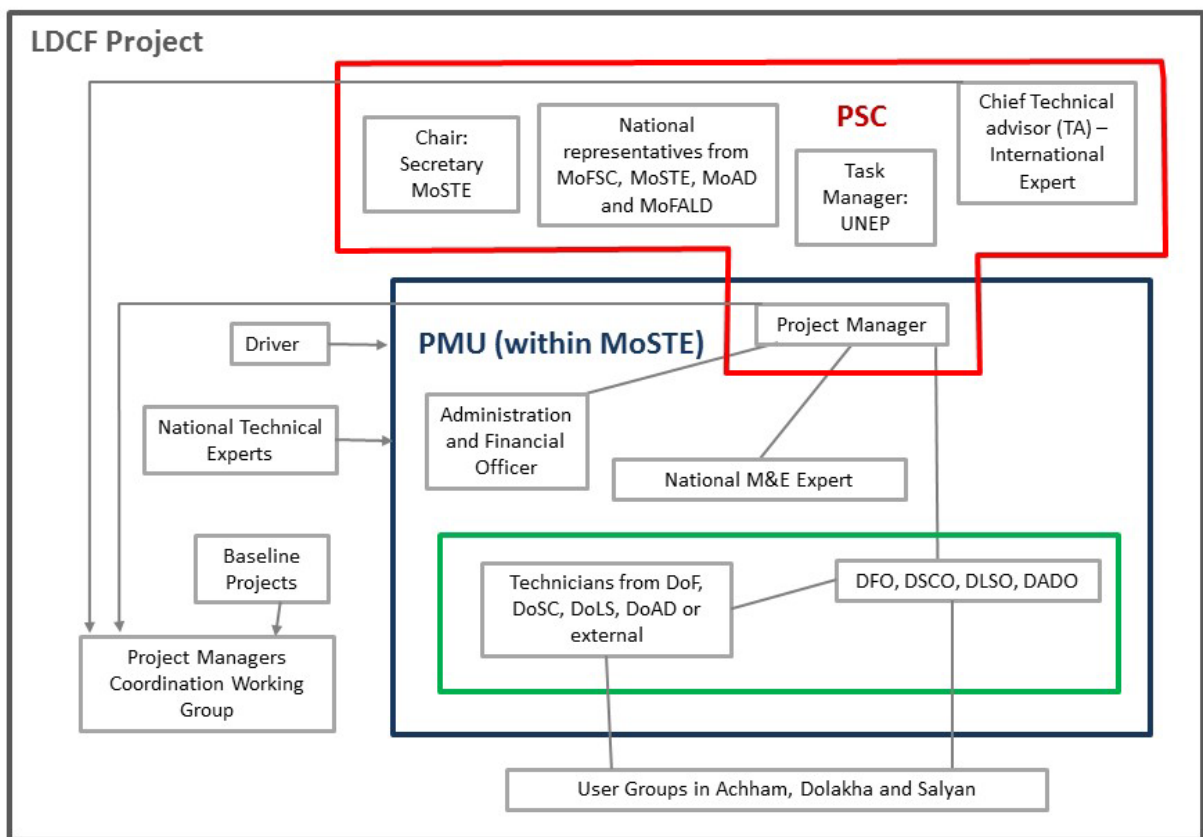 LDCF Project
PSC
Chair:
Secretary
MoSTE
National
representatives from
MoFSC, MoSTE, MoAD
and MoFALD
Task
Manager:
UNEP
Chief Technical
advisor (TA) –
International
Expert
Driver
PMU (within MoSTE)
Project Manager
National Technical
Experts
Administration
and Financial
Officer
National M&E Expert
Baseline
Projects
Technicians from DoF,
DoSC, DoLS, DoAD or
external
DFO, DSCO, DLSO, DADO
Project Managers
Coordination Working
Group
User Groups in Achham, Dolakha and Salyan